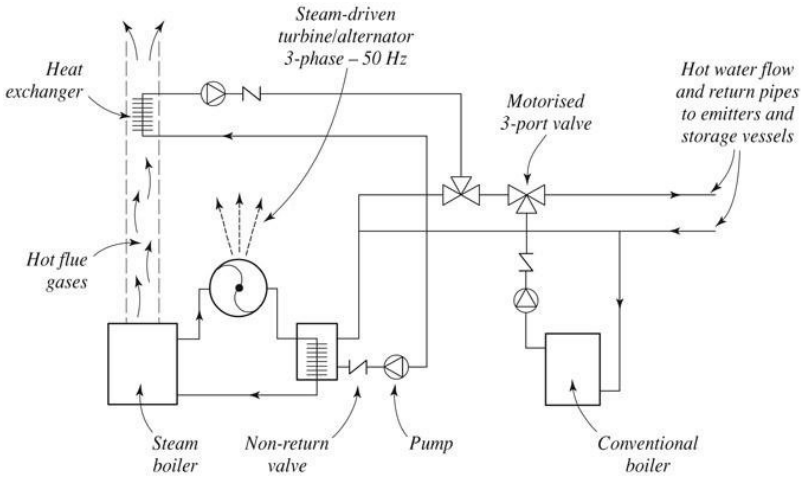 Steam-driven
turbine/alternator
3-phase – 50 Hz
Heat
exchanger
Motorised
3-port valve
Hot water flow
and return pipes
to emitters and
storage vessels
Hot flue
gases
Steam
boiler
Non-return
valve
Pump
Conventional
boiler